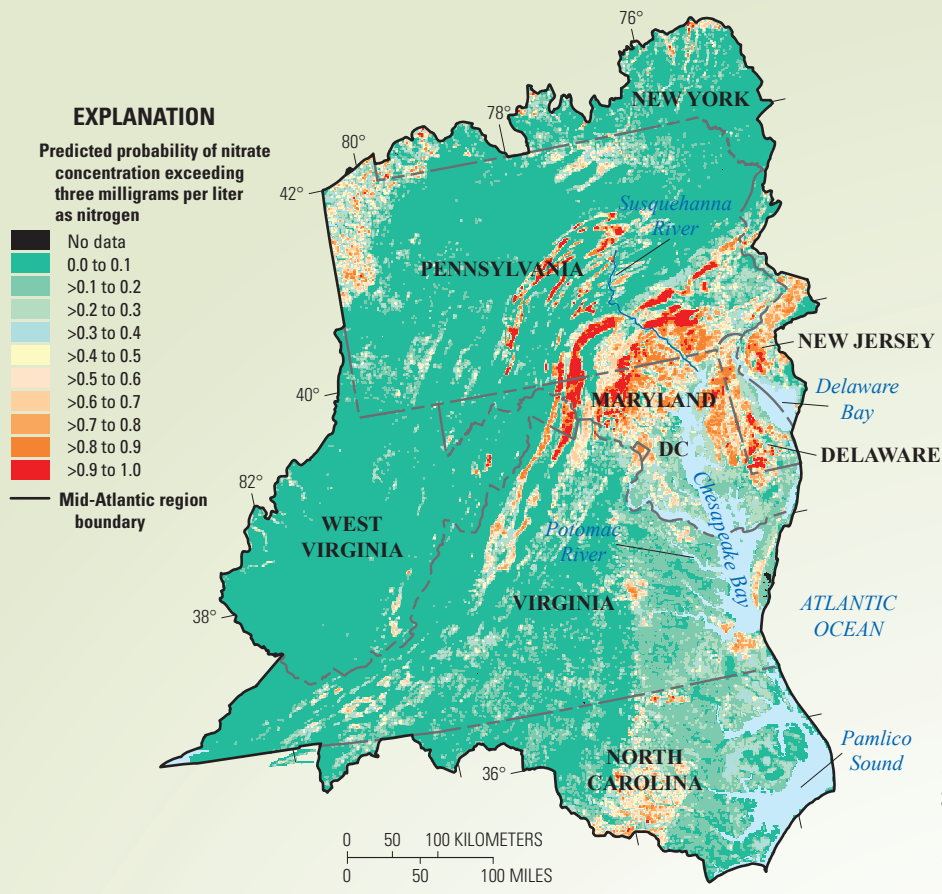 EXPLANATION
Predicted probability of nitrate
concentration exceeding
three milligrams per liter
as nitrogen
No data
0.0 to 0.1
>0.1 to 0.2
>0.2 to 0.3
>0.3 to 0.4
>0.4 to 0.5
>0.5 to 0.6
>0.6 to 0.7
>0.7 to 0.8
>0.8 to 0.9
>0.9 to 1.0
Mid-Atlantic region
boundary
76°
78°
80°
42°
40°
82°
38°
36°
NEW YORK
Susquehanna
River
PENNSYLVANIA
NEW JERSEY
Delaware
Bay
MARYLAND
DC
DELAWARE
Chesapeake Bay
WEST
VIRGINIA
Potomac
River
VIRGINIA
ATLANTIC
OCEAN
NORTH
CAROLINA
Pamlico
Sound
0 50 100 KILOMETERS
0 50 100 MILES